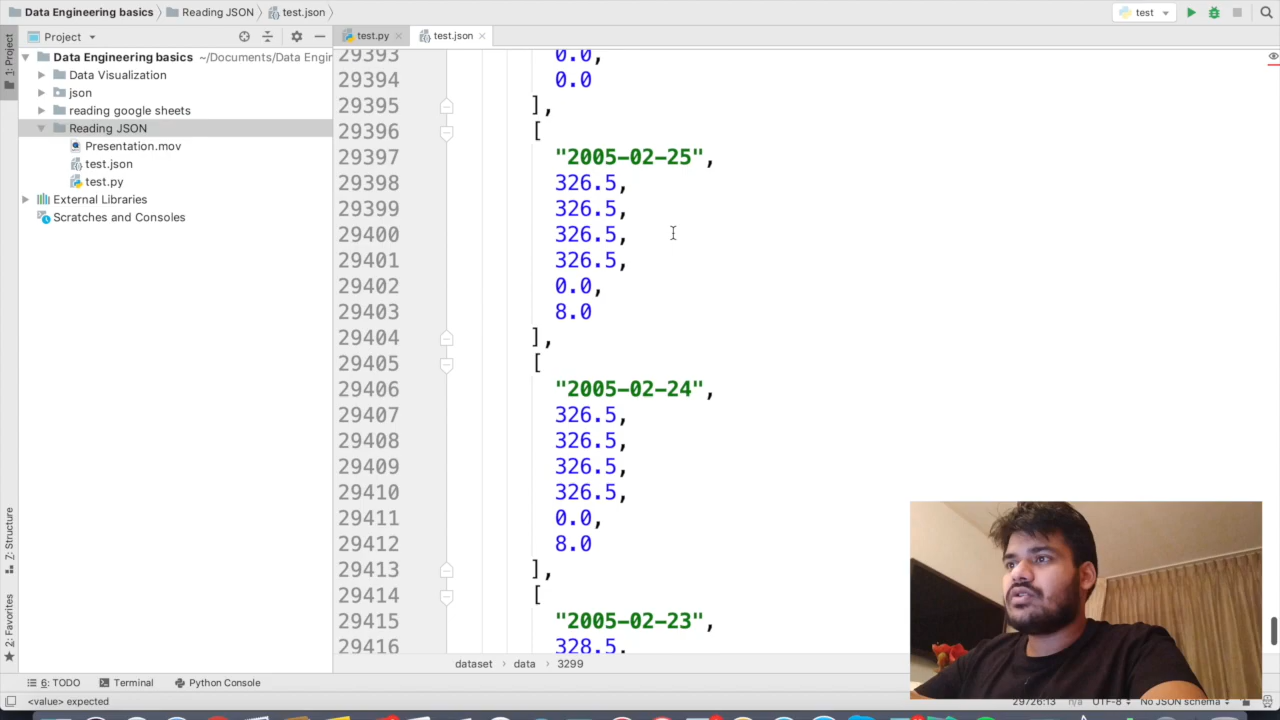 Data Engineering basics Reading JSON test.json test
1: Project
Project
test.py test.json
Data Engineering basics ~/Documents/Data Engir
Data Visualization
json
reading google sheets
Reading JSON
Presentation.mov
test.json
test.py
External Libraries
Scratches and Consoles
29393 0.0,
29394 0.0
29395 ],
29396 [
29397 "2005-02-25",
29398 326.5,
29399 326.5,
29400 326.5,
29401 326.5,
29402 0.0,
29403 8.0
29404 ],
29405 [
29406 "2005-02-24",
29407 326.5,
29408 326.5,
29409 326.5,
29410 326.5,
29411 0.0,
29412 8.0
29413 ],
29414 [
29415 "2005-02-23",
29416 328.5,
7: Structure
2: Favorites
dataset › data › 3299
6: TODO Terminal Python Console
<value> expected 29726:13 n/a UTF-8 No JSON schema